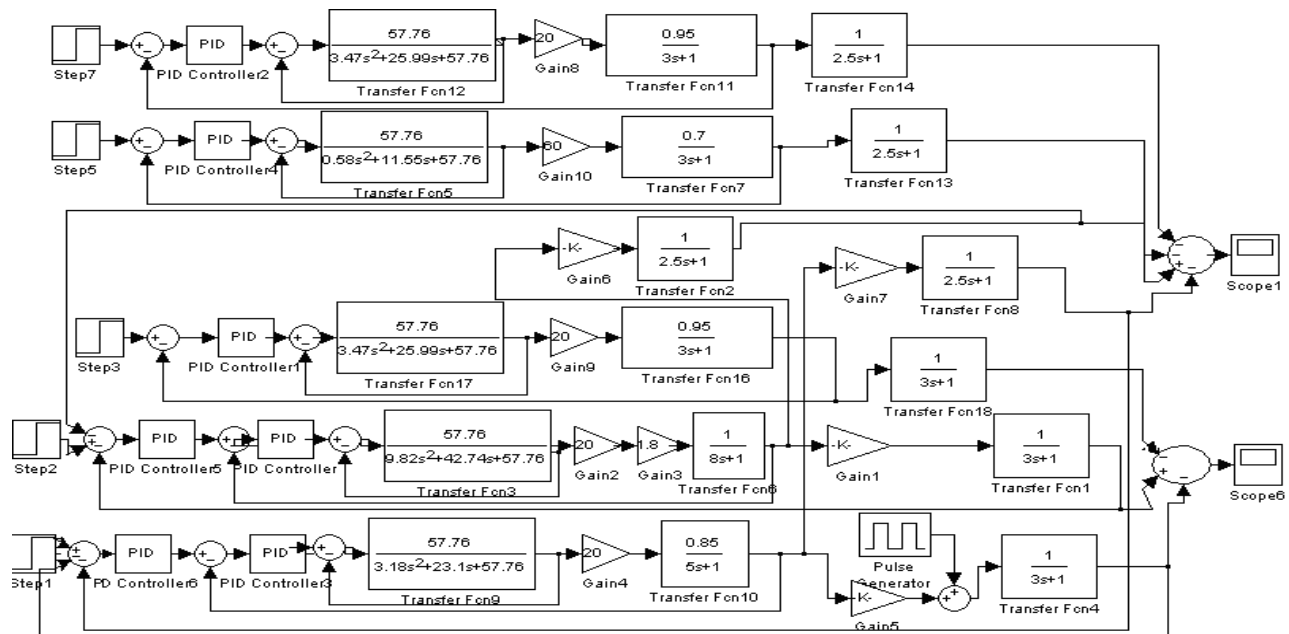 Step7
+ -
PID
PID Controller2
+ -
57.76
3.47s²+25.99s+57.76
Transfer Fcn12
20
Gain8
0.95
3s+1
Transfer Fcn11
1
2.5s+1
Transfer Fcn14
Step5
+ -
PID
PID Controller4
+ -
57.76
0.58s²+11.55s+57.76
Transfer Fcn5
60
Gain10
0.7
3s+1
Transfer Fcn7
1
2.5s+1
Transfer Fcn13
-K-
Gain6
1
2.5s+1
Transfer Fcn2
-K-
Gain7
1
2.5s+1
Transfer Fcn8
Scope1
Step3
+ -
PID
PID Controller1
+ -
57.76
3.47s²+25.99s+57.76
Transfer Fcn17
20
Gain9
0.95
3s+1
Transfer Fcn16
1
3s+1
Transfer Fcn18
Step2
PID
PID Controller5
PID
PID Controller
+ -
57.76
9.82s²+42.74s+57.76
Transfer Fcn3
20
Gain2
1.8
Gain3
1
8s+1
Transfer Fcn6
-K-
Gain1
1
3s+1
Transfer Fcn1
Scope6
Step1
PID
PD Controller6
+ -
PID
PID Controller3
+ -
57.76
3.18s²+23.1s+57.76
Transfer Fcn9
20
Gain4
0.85
5s+1
Transfer Fcn10
Pulse
Generator
K-
Gain5
+ +
1
3s+1
Transfer Fcn4